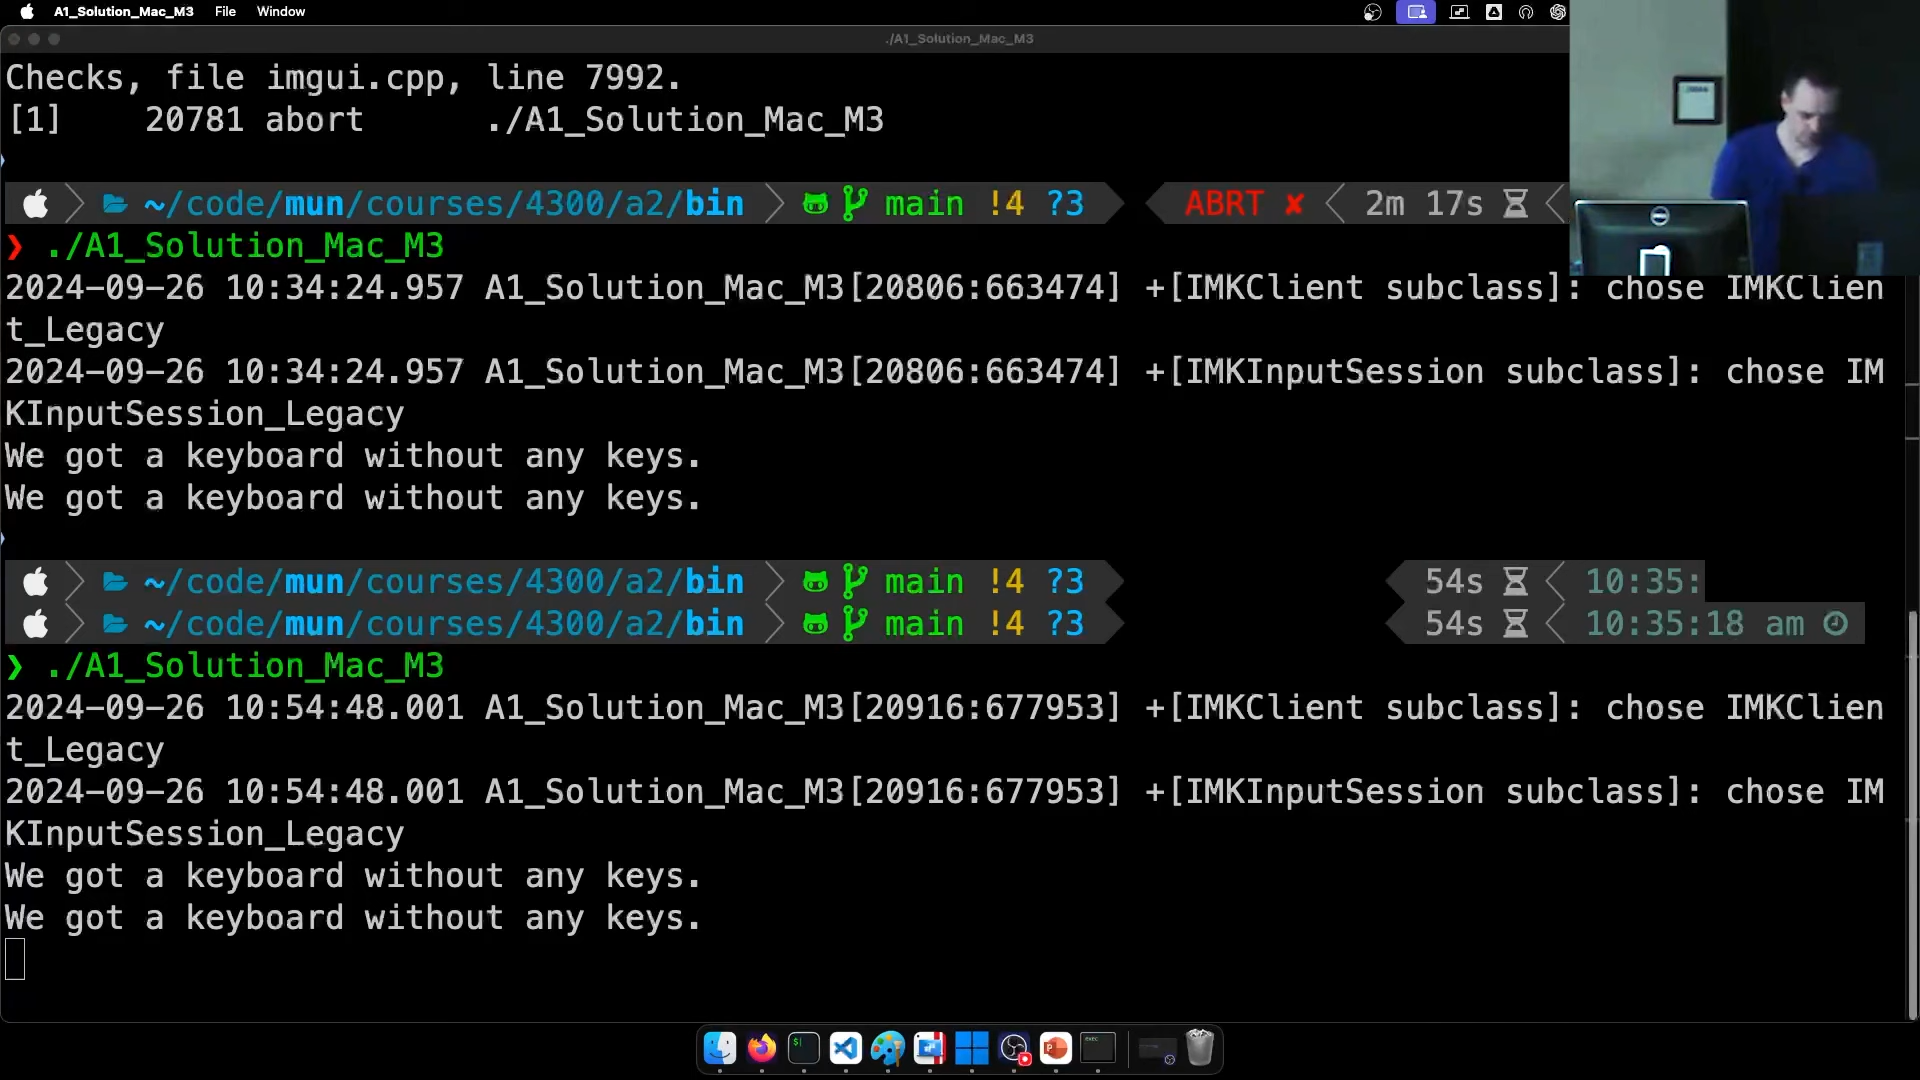 A1_Solution_Mac_M3 File Window
./A1_Solution_Mac_M3
Checks, file imgui.cpp, line 7992.
[1] 20781 abort ./A1_Solution_Mac_M3
~/code/mun/courses/4300/a2/bin main !4 ?3 ABRT ✘ 2m 17s
❯ ./A1_Solution_Mac_M3
2024-09-26 10:34:24.957 A1_Solution_Mac_M3[20806:663474] +[IMKClient subclass]: chose IMKClien
t_Legacy
2024-09-26 10:34:24.957 A1_Solution_Mac_M3[20806:663474] +[IMKInputSession subclass]: chose IM
KInputSession_Legacy
We got a keyboard without any keys.
We got a keyboard without any keys.
~/code/mun/courses/4300/a2/bin main !4 ?3 54s 10:35:
~/code/mun/courses/4300/a2/bin main !4 ?3 54s 10:35:18 am
❯ ./A1_Solution_Mac_M3
2024-09-26 10:54:48.001 A1_Solution_Mac_M3[20916:677953] +[IMKClient subclass]: chose IMKClien
t_Legacy
2024-09-26 10:54:48.001 A1_Solution_Mac_M3[20916:677953] +[IMKInputSession subclass]: chose IM
KInputSession_Legacy
We got a keyboard without any keys.
We got a keyboard without any keys.